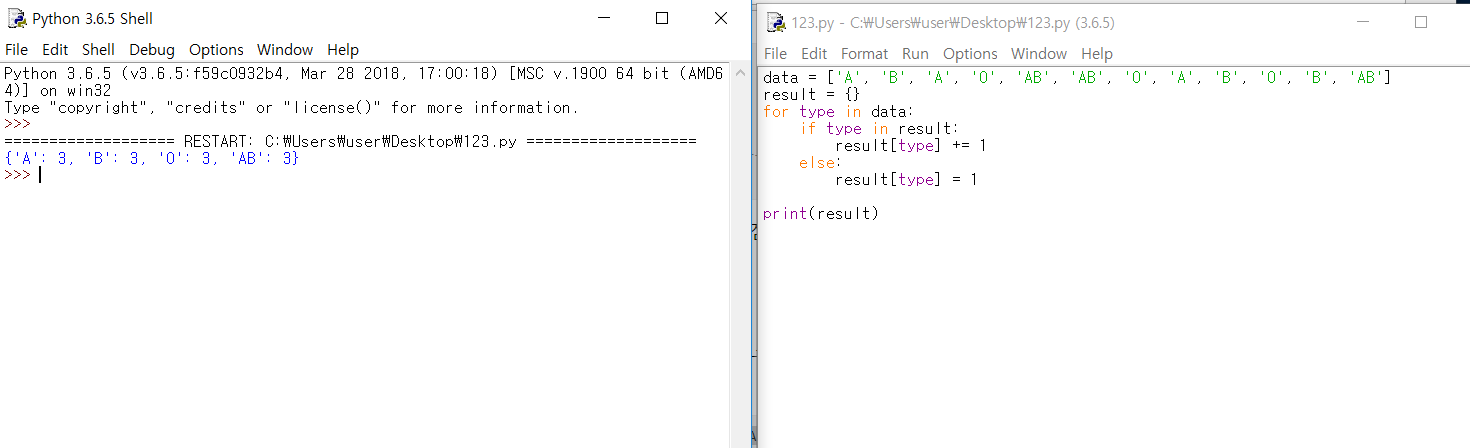 Python 3.6.5 Shell
File Edit Shell Debug Options Window Help
Python 3.6.5 (v3.6.5:f59c0932b4, Mar 28 2018, 17:00:18) [MSC v.1900 64 bit (AMD6
4)] on win32
Type "copyright", "credits" or "license()" for more information.
>>>
=================== RESTART: C:₩Users₩user₩Desktop₩123.py ===================
{'A': 3, 'B': 3, 'O': 3, 'AB': 3}
>>>
123.py - C:₩Users₩user₩Desktop₩123.py (3.6.5)
File Edit Format Run Options Window Help
data = ['A', 'B', 'A', 'O', 'AB', 'AB', 'O', 'A', 'B', 'O', 'B', 'AB']
result = {}
for type in data:
    if type in result:
        result[type] += 1
    else:
        result[type] = 1
print(result)